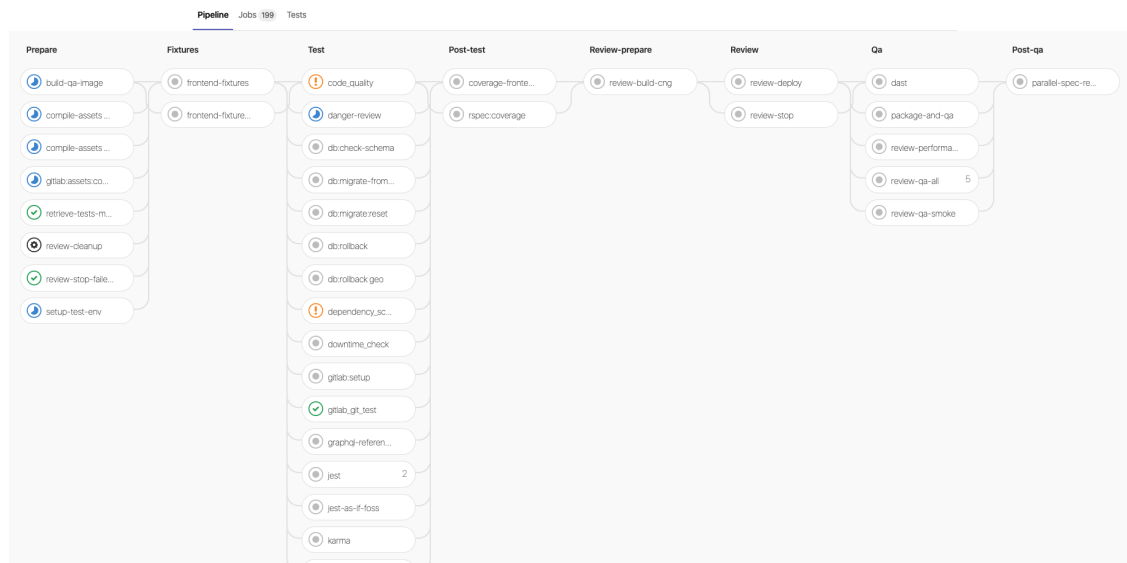 Pipeline Jobs 199 Tests
Prepare Fixtures Test Post-test Review-prepare Review Qa Post-qa
build-qa-image frontend-fixtures code_quality coverage-fronte... review-build-cng review-deploy dast parallel-spec-re...
compile-assets ... frontend-fixture... danger-review rspec:coverage review-stop package-and-qa
compile-assets ... db:check-schema review-performa...
gitlab:assets:co... db:migrate-from... review-qa-all 5
retrieve-tests-m... db:migrate:reset review-qa-smoke
review-cleanup db:rollback
review-stop-faile... db:rollback geo
setup-test-env dependency_sc...
downtime_check
gitlab:setup
gitlab_git_test
graphql-referen...
jest 2
jest-as-if-foss
karma